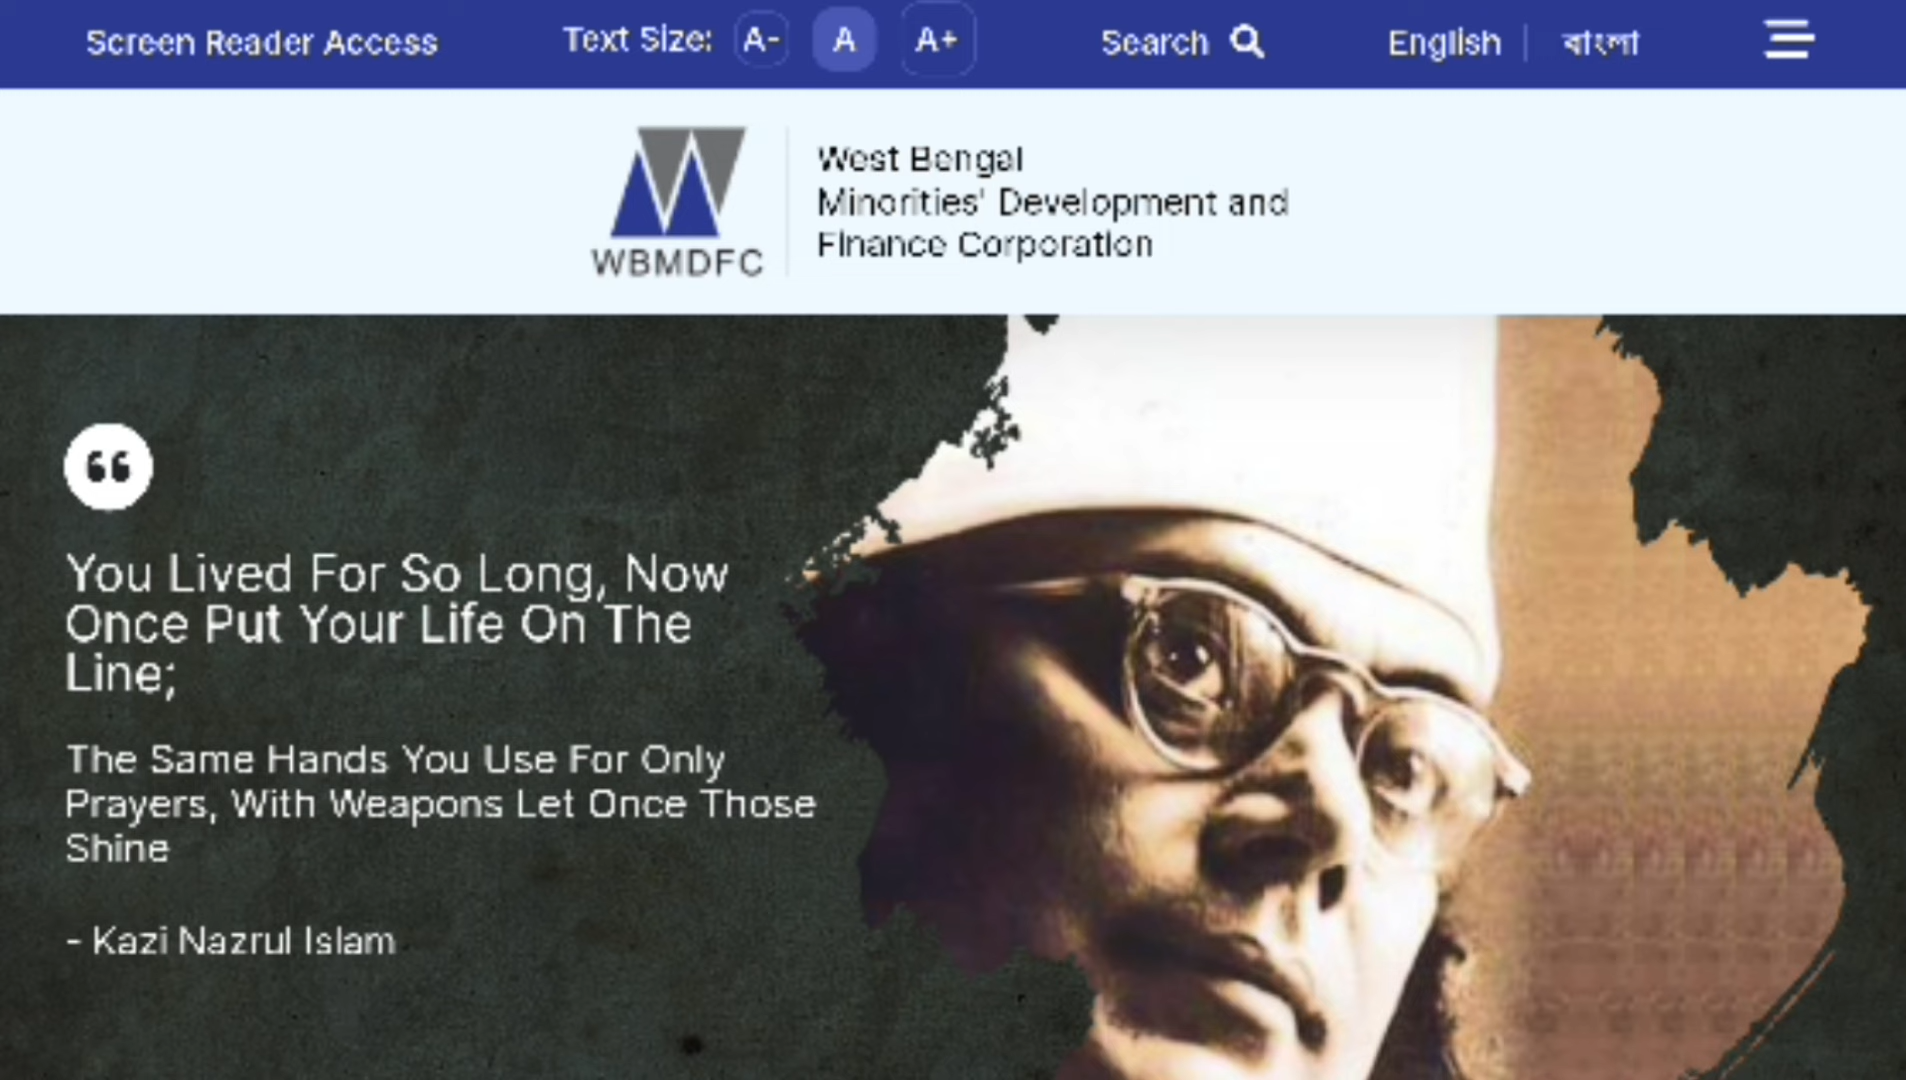 Screen Reader Access Text Size: A- A A+ Search English বাংলা
WBMDFC
West Bengal
Minorities' Development and
Finance Corporation
“
You Lived For So Long, Now
Once Put Your Life On The
Line;
The Same Hands You Use For Only
Prayers, With Weapons Let Once Those
Shine
- Kazi Nazrul Islam